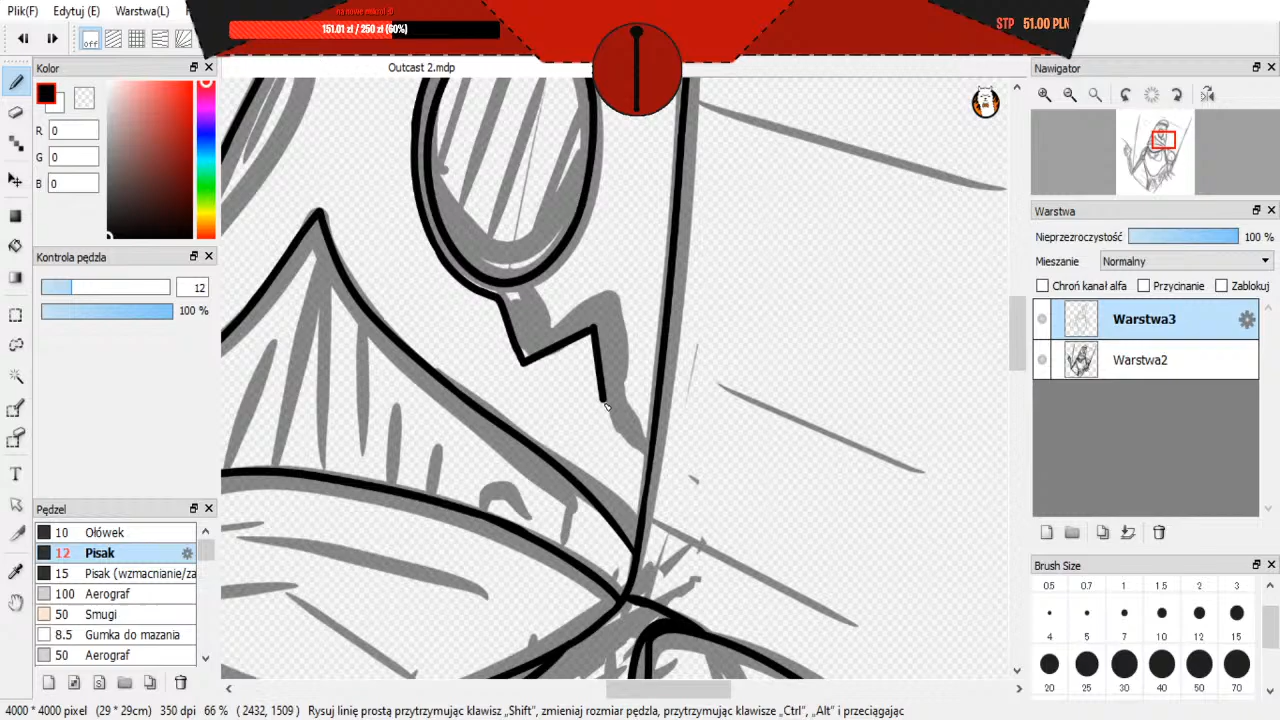 Plik(F) Edytuj (E) Warstwa(L)
151.01 zł / 250 zł (60%)
STP 51.00 PLN
off
Kolor
Outcast 2.mdp
Nawigator
R 0
G 0
B 0
Warstwa
Nieprzezroczystość 100 %
Mieszanie Normalny
Chroń kanał alfa Przycinanie Zablokuj
Kontrola pędzla
12
100 %
Warstwa3
Warstwa2
Pędzel
10 Ołówek
12 Pisak
15 Pisak (wzmacnianie/za
100 Aerograf
50 Smugi
8.5 Gumka do mazania
50 Aerograf
Brush Size
0.5 0.7 1 1.5 2 3
4 5 7 10 12 15
20 25 30 40 50 70
4000 * 4000 pixel (29 * 29cm) 350 dpi 66 % ( 2432, 1509 ) Rysuj linię prostą przytrzymując klawisz „Shift”, zmieniaj rozmiar pędzla, przytrzymując klawisze „Ctrl”, „Alt” i przeciągając